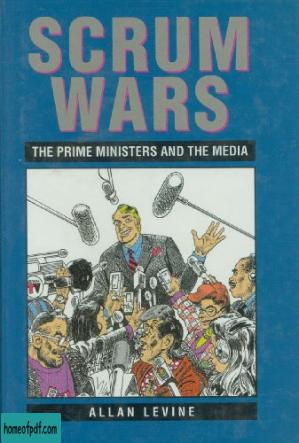 SCRUM
WARS
THE PRIME MINISTERS AND THE MEDIA
ALLAN LEVINE
homeofpdf.com